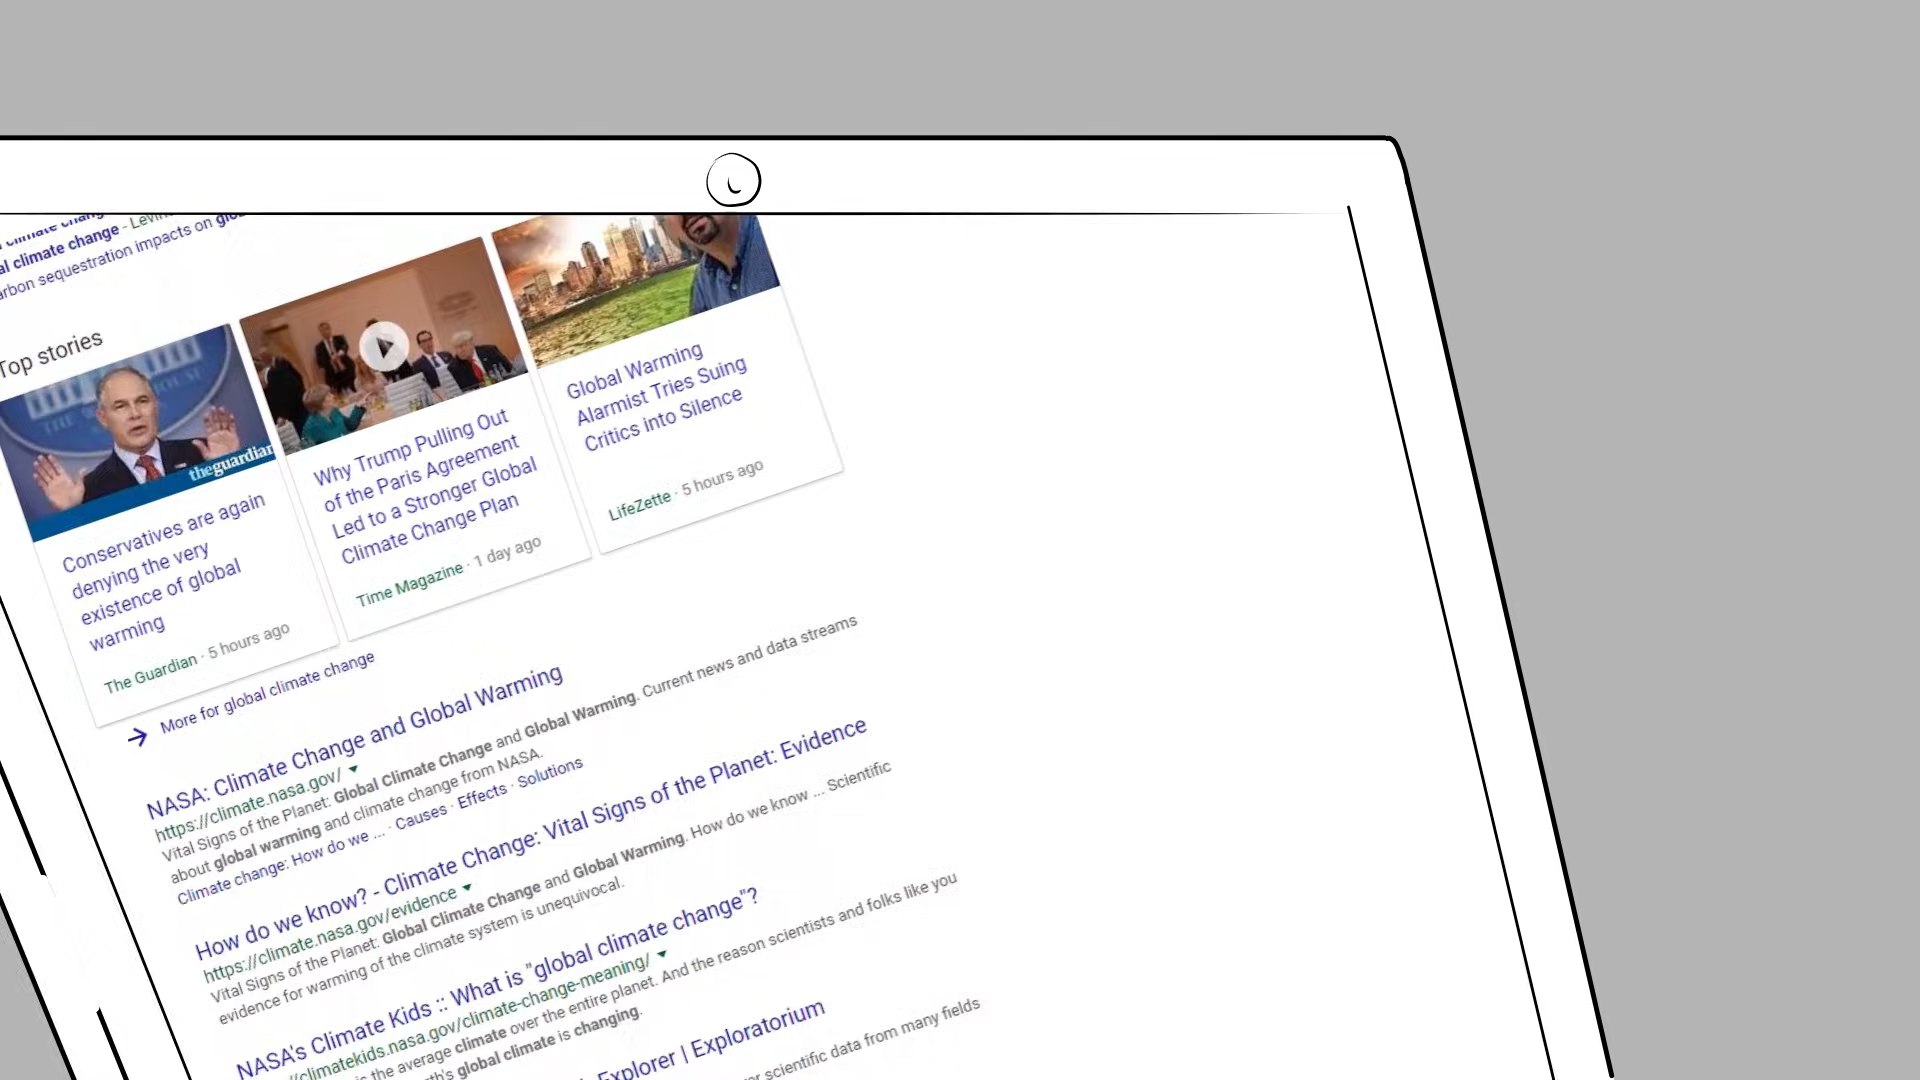 climate change
al climate change - Levin
arbon sequestration impacts on glob
Top stories
theguardian
Conservatives are again
denying the very
existence of global
warming
The Guardian · 5 hours ago
Why Trump Pulling Out
of the Paris Agreement
Led to a Stronger Global
Climate Change Plan
Time Magazine · 1 day ago
Global Warming
Alarmist Tries Suing
Critics into Silence
LifeZette · 5 hours ago
More for global climate change
NASA: Climate Change and Global Warming
https://climate.nasa.gov/
Vital Signs of the Planet: Global Climate Change and Global Warming. Current news and data streams
about global warming and climate change from NASA.
Climate change: How do we ... · Causes · Effects · Solutions
How do we know? - Climate Change: Vital Signs of the Planet: Evidence
https://climate.nasa.gov/evidence
Vital Signs of the Planet: Global Climate Change and Global Warming. How do we know ... Scientific
evidence for warming of the climate system is unequivocal.
NASA's Climate Kids :: What is "global climate change"?
//climatekids.nasa.gov/climate-change-meaning/
is the average climate over the entire planet. And the reason scientists and folks like you
th's global climate is changing.
Explorer | Exploratorium
or scientific data from many fields